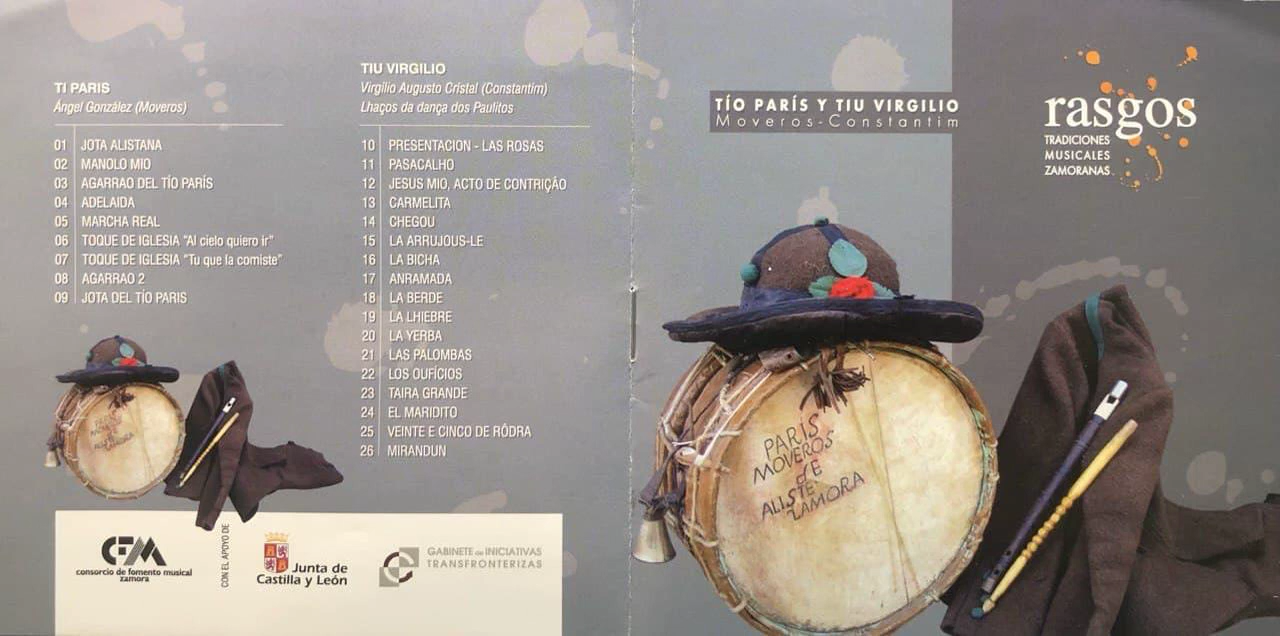 TI PARIS
Ángel González (Moveros)
01 JOTA ALISTANA
02 MANOLO MIO
03 AGARRAO DEL TÍO PARÍS
04 ADELAIDA
05 MARCHA REAL
06 TOQUE DE IGLESIA "Al cielo quiero ir"
07 TOQUE DE IGLESIA "Tu que la comiste"
08 AGARRAO 2
09 JOTA DEL TÍO PARIS
TIU VIRGILIO
Virgilio Augusto Cristal (Constantim)
Lhaços da dança dos Paulitos
10 PRESENTACION - LAS ROSAS
11 PASACALHO
12 JESUS MIO, ACTO DE CONTRIÇÂO
13 CARMELITA
14 CHEGOU
15 LA ARRUJOUS-LE
16 LA BICHA
17 ANRAMADA
18 LA BERDE
19 LA LHIEBRE
20 LA YERBA
21 LAS PALOMBAS
22 LOS OUFÍCIOS
23 TAIRA GRANDE
24 EL MARIDITO
25 VEINTE E CINCO DE RÔDRA
26 MIRANDUN
PARIS
MOVEROS
DE
ALISTE
ZAMORA
CFM
consorcio de fomento musical
zamora
CON EL APOYO DE
Junta de
Castilla y León
GABINETE de INICIATIVAS
TRANSFRONTERIZAS
TÍO PARÍS Y TIU VIRGILIO
Moveros-Constantim
rasgos
TRADICIONES
MUSICALES
ZAMORANAS
PARIS
MOVEROS
DE
ALISTE
ZAMORA